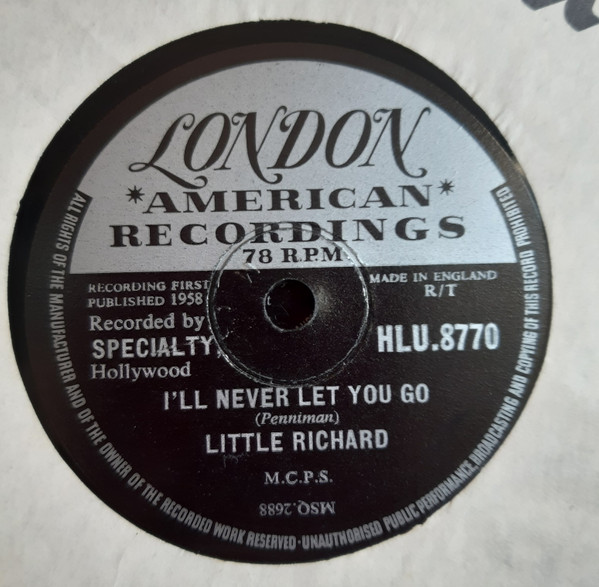 LONDON
*AMERICAN*
RECORDINGS
78 R.P.M.
RECORDING FIRST
PUBLISHED 1958
MADE IN ENGLAND
R/T
Recorded by
SPECIALTY,
Hollywood
HLU.8770
I'LL NEVER LET YOU GO
(Penniman)
LITTLE RICHARD
M.C.P.S.
MSQ.2688
ALL RIGHTS OF THE MANUFACTURER AND OF THE OWNER OF THE RECORDED WORK RESERVED·UNAUTHORISED PUBLIC PERFORMANCE BROADCASTING AND COPYING OF THIS RECORD PROHIBITED